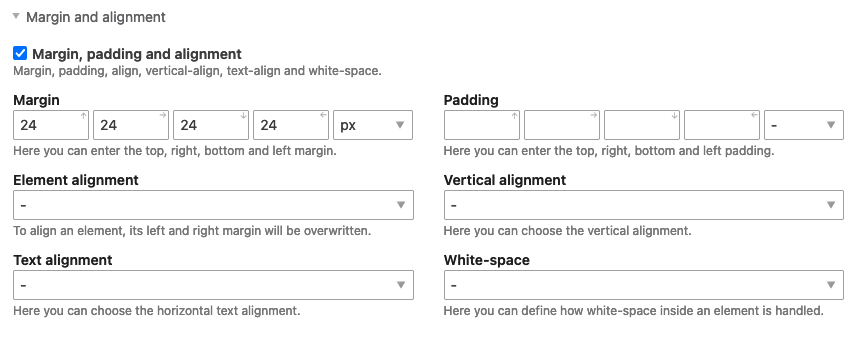 Margin and alignment
Margin, padding and alignment
Margin, padding, align, vertical-align, text-align and white-space.
Margin
24 24 24 24 px
Here you can enter the top, right, bottom and left margin.
Padding
-
Here you can enter the top, right, bottom and left padding.
Element alignment
-
To align an element, its left and right margin will be overwritten.
Vertical alignment
-
Here you can choose the vertical alignment.
Text alignment
-
Here you can choose the horizontal text alignment.
White-space
-
Here you can define how white-space inside an element is handled.